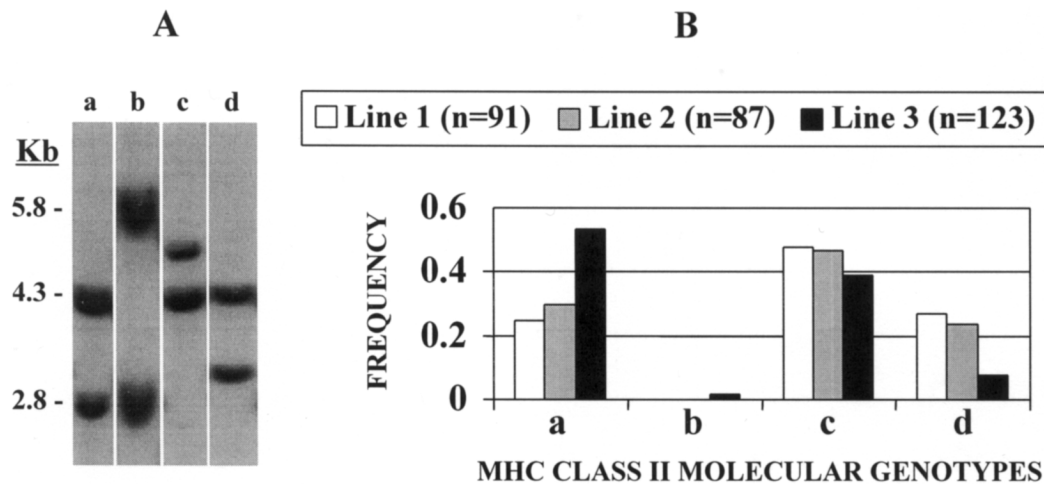 A
a b c d
Kb
5.8 -
4.3 -
2.8 -
B
Line 1 (n=91) Line 2 (n=87) Line 3 (n=123)
FREQUENCY
0.6
0.4
0.2
0
a b c d
MHC CLASS II MOLECULAR GENOTYPES